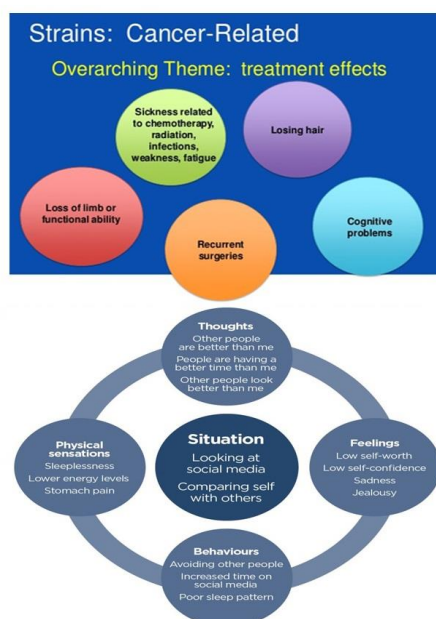 Strains: Cancer-Related
Overarching Theme: treatment effects
Sickness related
to chemotherapy,
radiation,
infections,
weakness, fatigue
Losing hair
Loss of limb or
functional ability
Recurrent
surgeries
Cognitive
problems
Thoughts
Other people
are better than me
People are having a
better time than me
Other people look
better than me
Physical
sensations
Sleeplessness
Lower energy levels
Stomach pain
Situation
Looking at
social media
Comparing self
with others
Feelings
Low self-worth
Low self-confidence
Sadness
Jealousy
Behaviours
Avoiding other people
Increased time on
social media
Poor sleep pattern